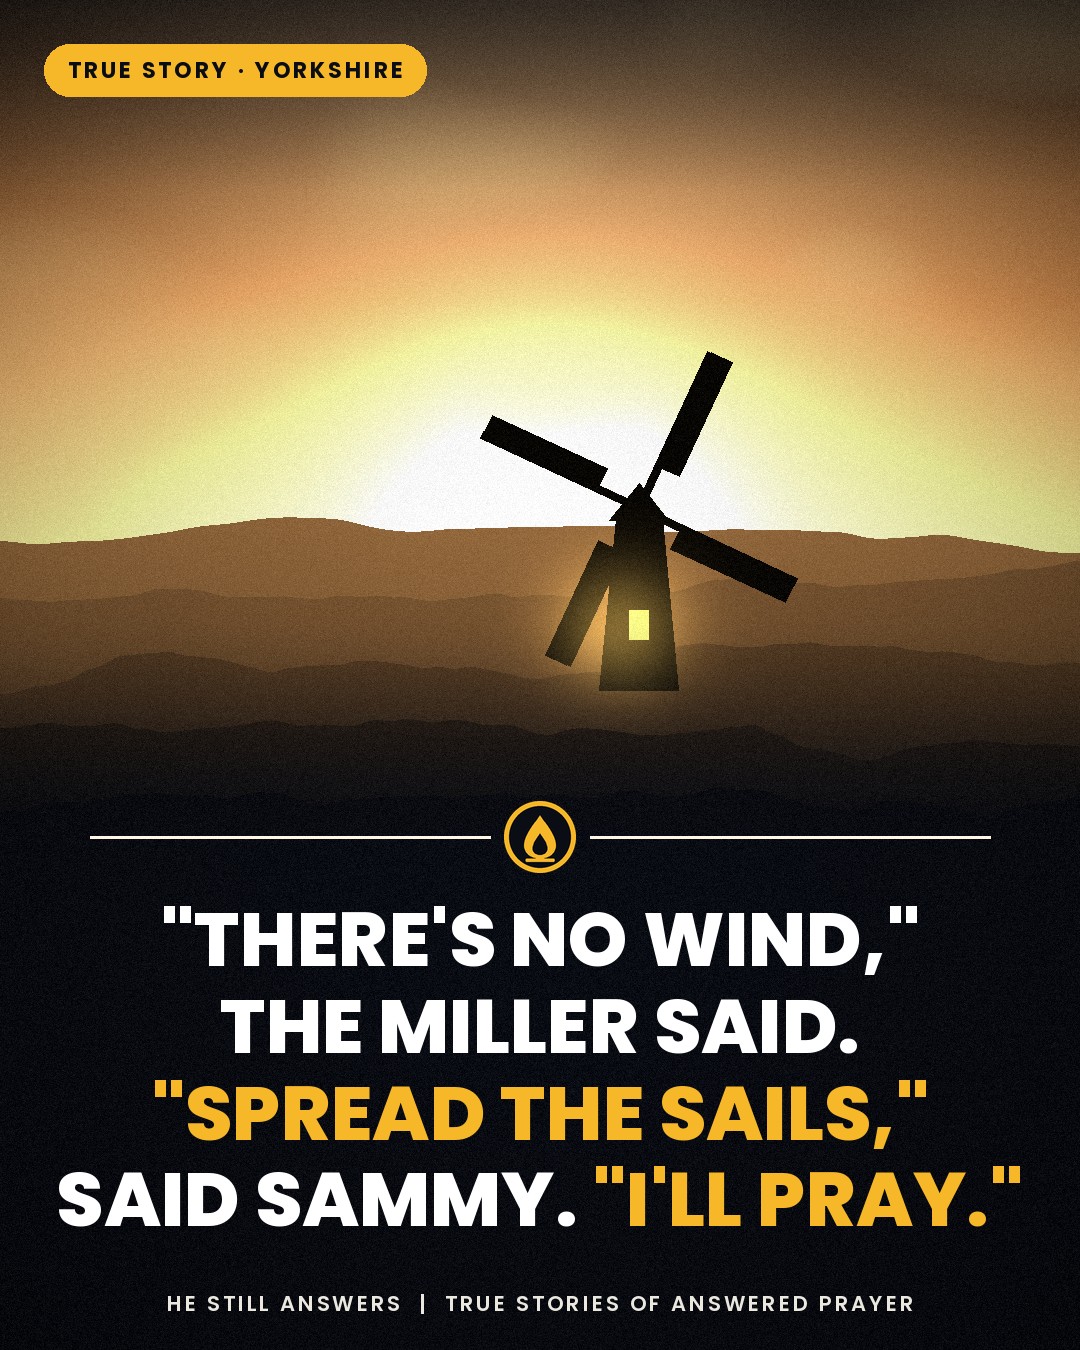 TRUE STORY · YORKSHIRE
"THERE'S NO WIND,"
THE MILLER SAID.
"SPREAD THE SAILS,"
SAID SAMMY. "I'LL PRAY."
HE STILL ANSWERS | TRUE STORIES OF ANSWERED PRAYER